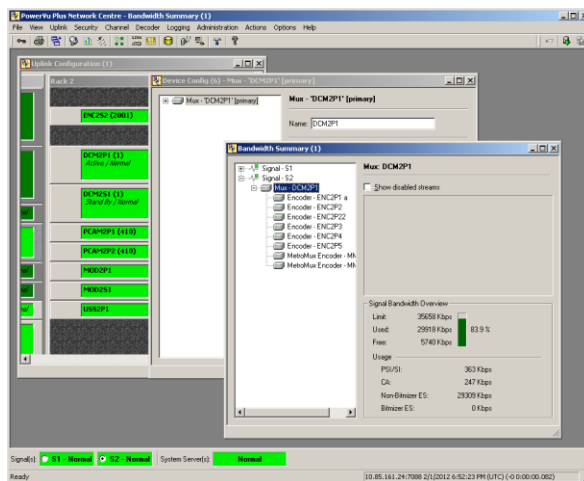 PowerVu Plus Network Centre - Bandwidth Summary (1)
File View Uplink Security Channel Decoder Cataloging Administration Actions Options Help
Uplink Configuration (1)
Rack 2
ENC2S2 (2001)
DCM2P1 (1)
Active / Normal
DCM2S1 (1)
Stand By / Normal
PCAM2P1 (410)
PCAM2P2 (410)
MOD2P1
MOD2S1
USS2P1
Device Config (6) - Mux - 'DCM2P1' [primary]
Mux - 'DCM2P1' [primary]
Mux - 'DCM2P1' [primary]
Name: DCM2P1
Bandwidth Summary (1)
Signal - S1
Signal - S2
Mux - DCM2P1
Encoder - ENC2P1 a
Encoder - ENC2P2
Encoder - ENC2P22
Encoder - ENC2P3
Encoder - ENC2P4
Encoder - ENC2P5
MetroMux Encoder -
MetroMux Encoder -
Mux: DCM2P1
Show disabled streams
Signal Bandwidth Overview
Limit: 35658 Kbps
Used: 29918 Kbps 83.9 %
Free: 5740 Kbps
Usage
PSI/SI: 363 Kbps
CA: 247 Kbps
Non-Bitmizer ES: 29309 Kbps
Bitmizer ES: 0 Kbps
Signal(s): S1 - Normal S2 - Normal System Server(s): Normal
Ready 10.85.161.24:7088 2/1/2012 6:52:23 PM (UTC) (-0 0:00:00.082)